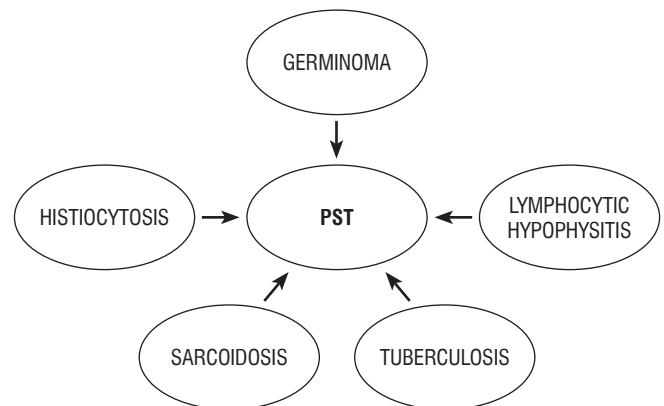 GERMINOMA
HISTIOCYTOSIS
PST
LYMPHOCYTIC
HYPOPHYSITIS
SARCOIDOSIS
TUBERCULOSIS